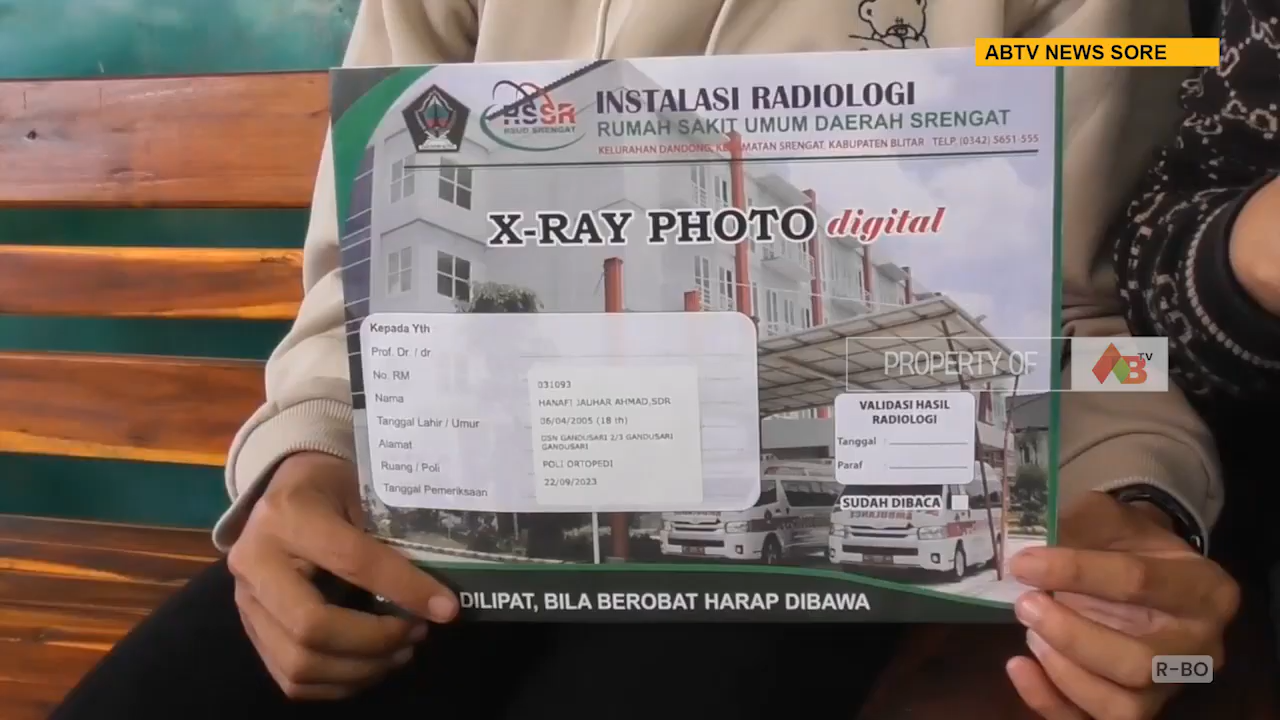 ABTV NEWS SORE
RSSR
RSUD SRENGAT
INSTALASI RADIOLOGI
RUMAH SAKIT UMUM DAERAH SRENGAT
KELURAHAN DANDONG, KECAMATAN SRENGAT. KABUPATEN BLITAR TELP. (0342) 5651-555
X-RAY PHOTO digital
Kepada Yth
Prof. Dr / dr
No. RM 031093
Nama HANAFI JAUHAR AHMAD,SDR
Tanggal Lahir / Umur 06/04/2005 (18 th)
Alamat DSN GANDUSARI 2/3 GANDUSARI
GANDUSARI
Ruang / Poli POLI ORTOPEDI
Tanggal Pemeriksaan 22/09/2023
PROPERTY OF AB TV
VALIDASI HASIL
RADIOLOGI
Tanggal :
Paraf :
SUDAH DIBACA
AMBULANCE
DILIPAT, BILA BEROBAT HARAP DIBAWA
R-BO